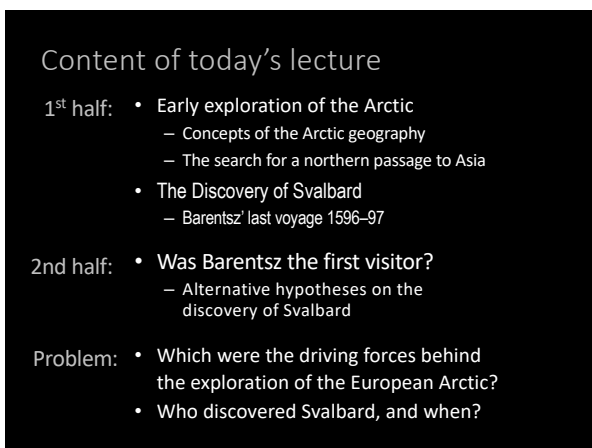 Content of today’s lecture
1st half: • Early exploration of the Arctic
– Concepts of the Arctic geography
– The search for a northern passage to Asia
• The Discovery of Svalbard
– Barentsz’ last voyage 1596–97
2nd half: • Was Barentsz the first visitor?
– Alternative hypotheses on the
discovery of Svalbard
Problem: • Which were the driving forces behind
the exploration of the European Arctic?
• Who discovered Svalbard, and when?